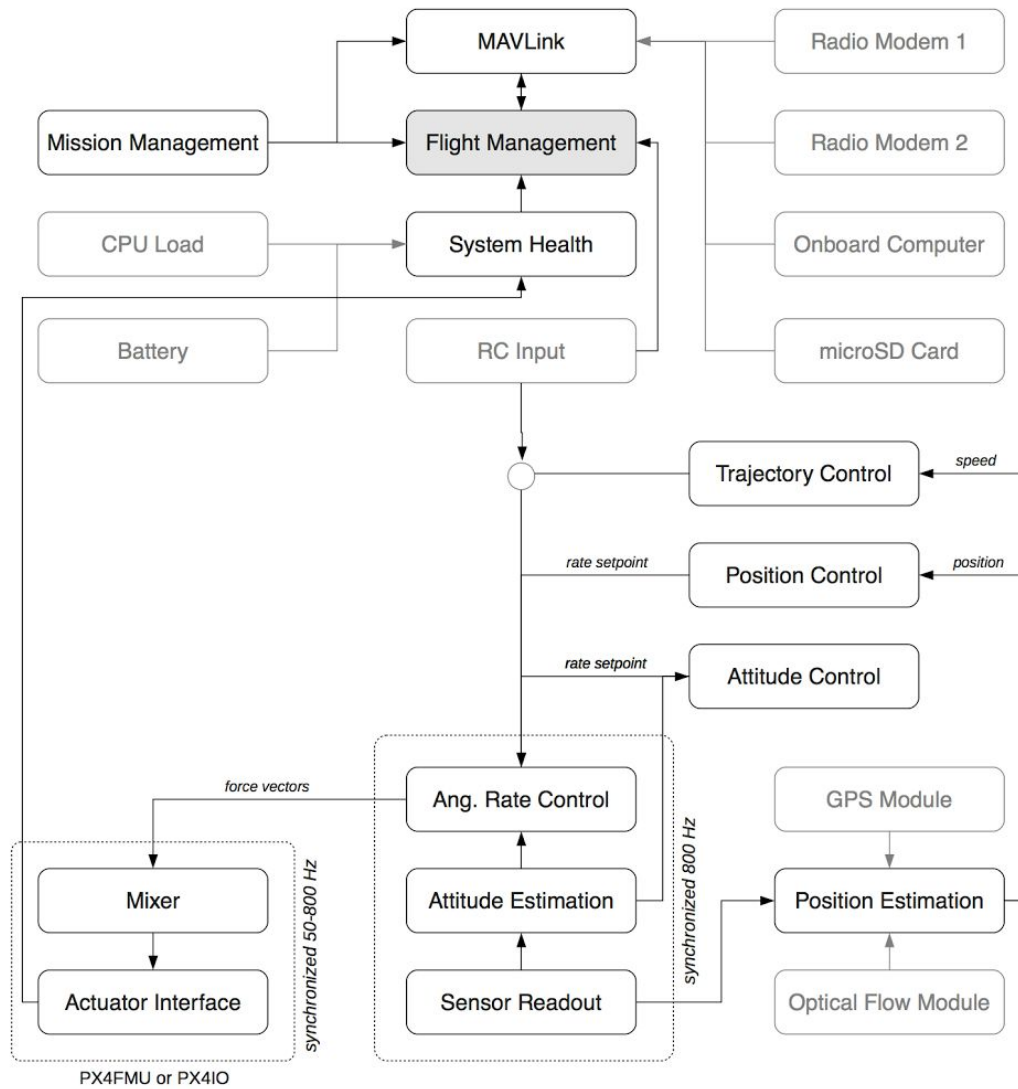 MAVLink
Radio Modem 1
Mission Management
Flight Management
Radio Modem 2
CPU Load
System Health
Onboard Computer
Battery
RC Input
microSD Card
Trajectory Control
speed
rate setpoint
Position Control
position
rate setpoint
Attitude Control
force vectors
Ang. Rate Control
GPS Module
synchronized 50-800 Hz
synchronized 800 Hz
Mixer
Attitude Estimation
Position Estimation
Actuator Interface
Sensor Readout
Optical Flow Module
PX4FMU or PX4IO